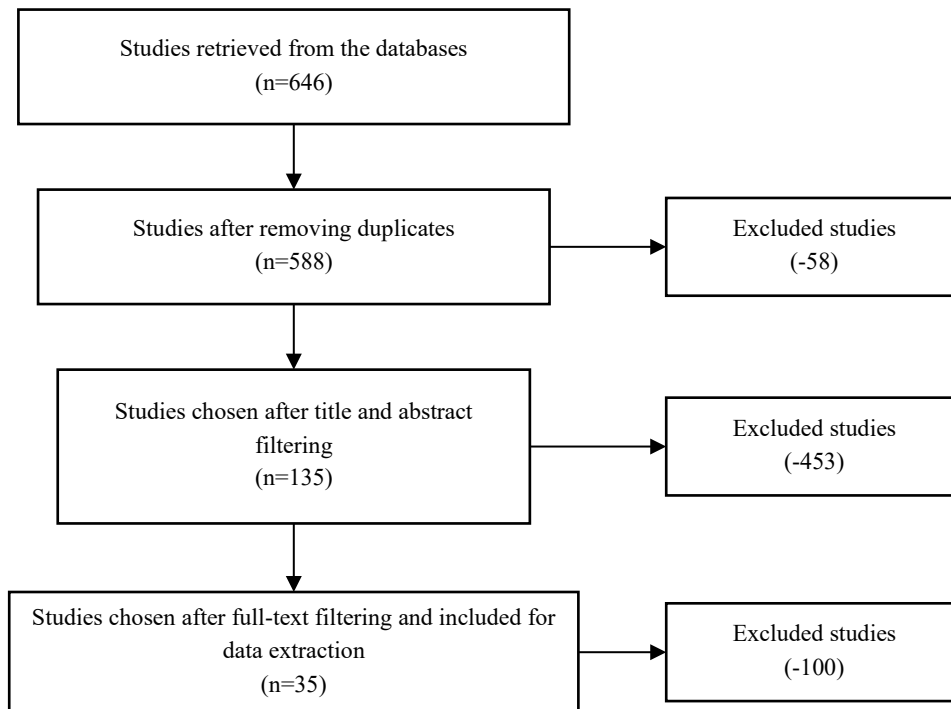 Studies retrieved from the databases
(n=646)
Studies after removing duplicates
(n=588)
Excluded studies
(-58)
Studies chosen after title and abstract
filtering
(n=135)
Excluded studies
(-453)
Studies chosen after full-text filtering and included for
data extraction
(n=35)
Excluded studies
(-100)